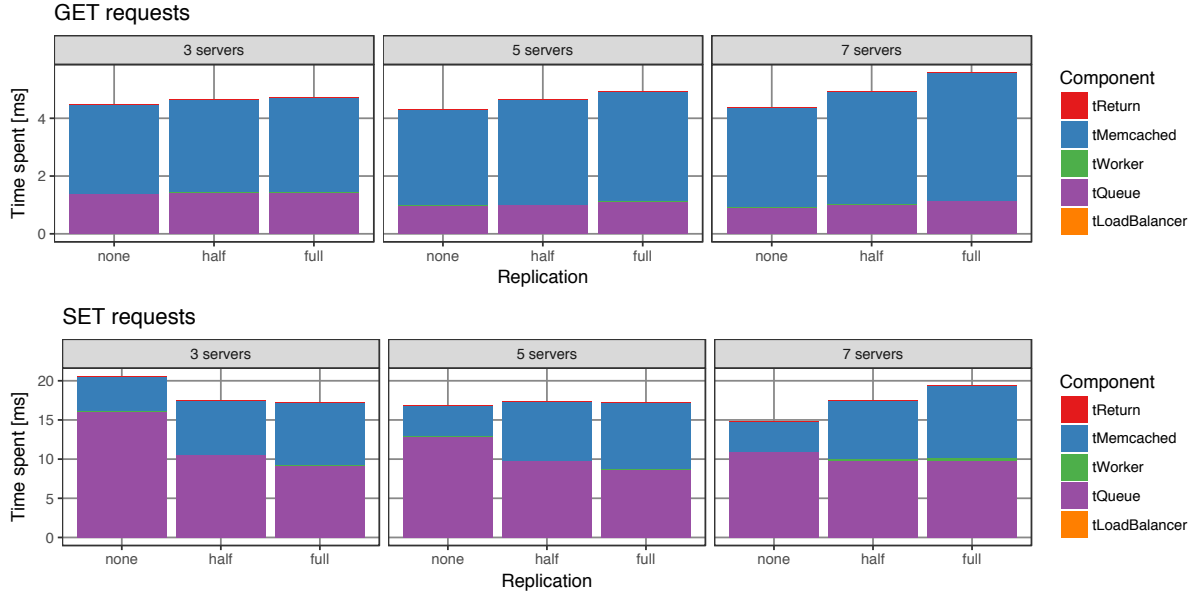 GET requests
3 servers
5 servers
7 servers
Time spent [ms]
4
2
0
none
half
full
none
half
full
none
half
full
Replication
Component
tReturn
tMemcached
tWorker
tQueue
tLoadBalancer
SET requests
3 servers
5 servers
7 servers
Time spent [ms]
20
15
10
5
0
none
half
full
none
half
full
none
half
full
Replication
Component
tReturn
tMemcached
tWorker
tQueue
tLoadBalancer